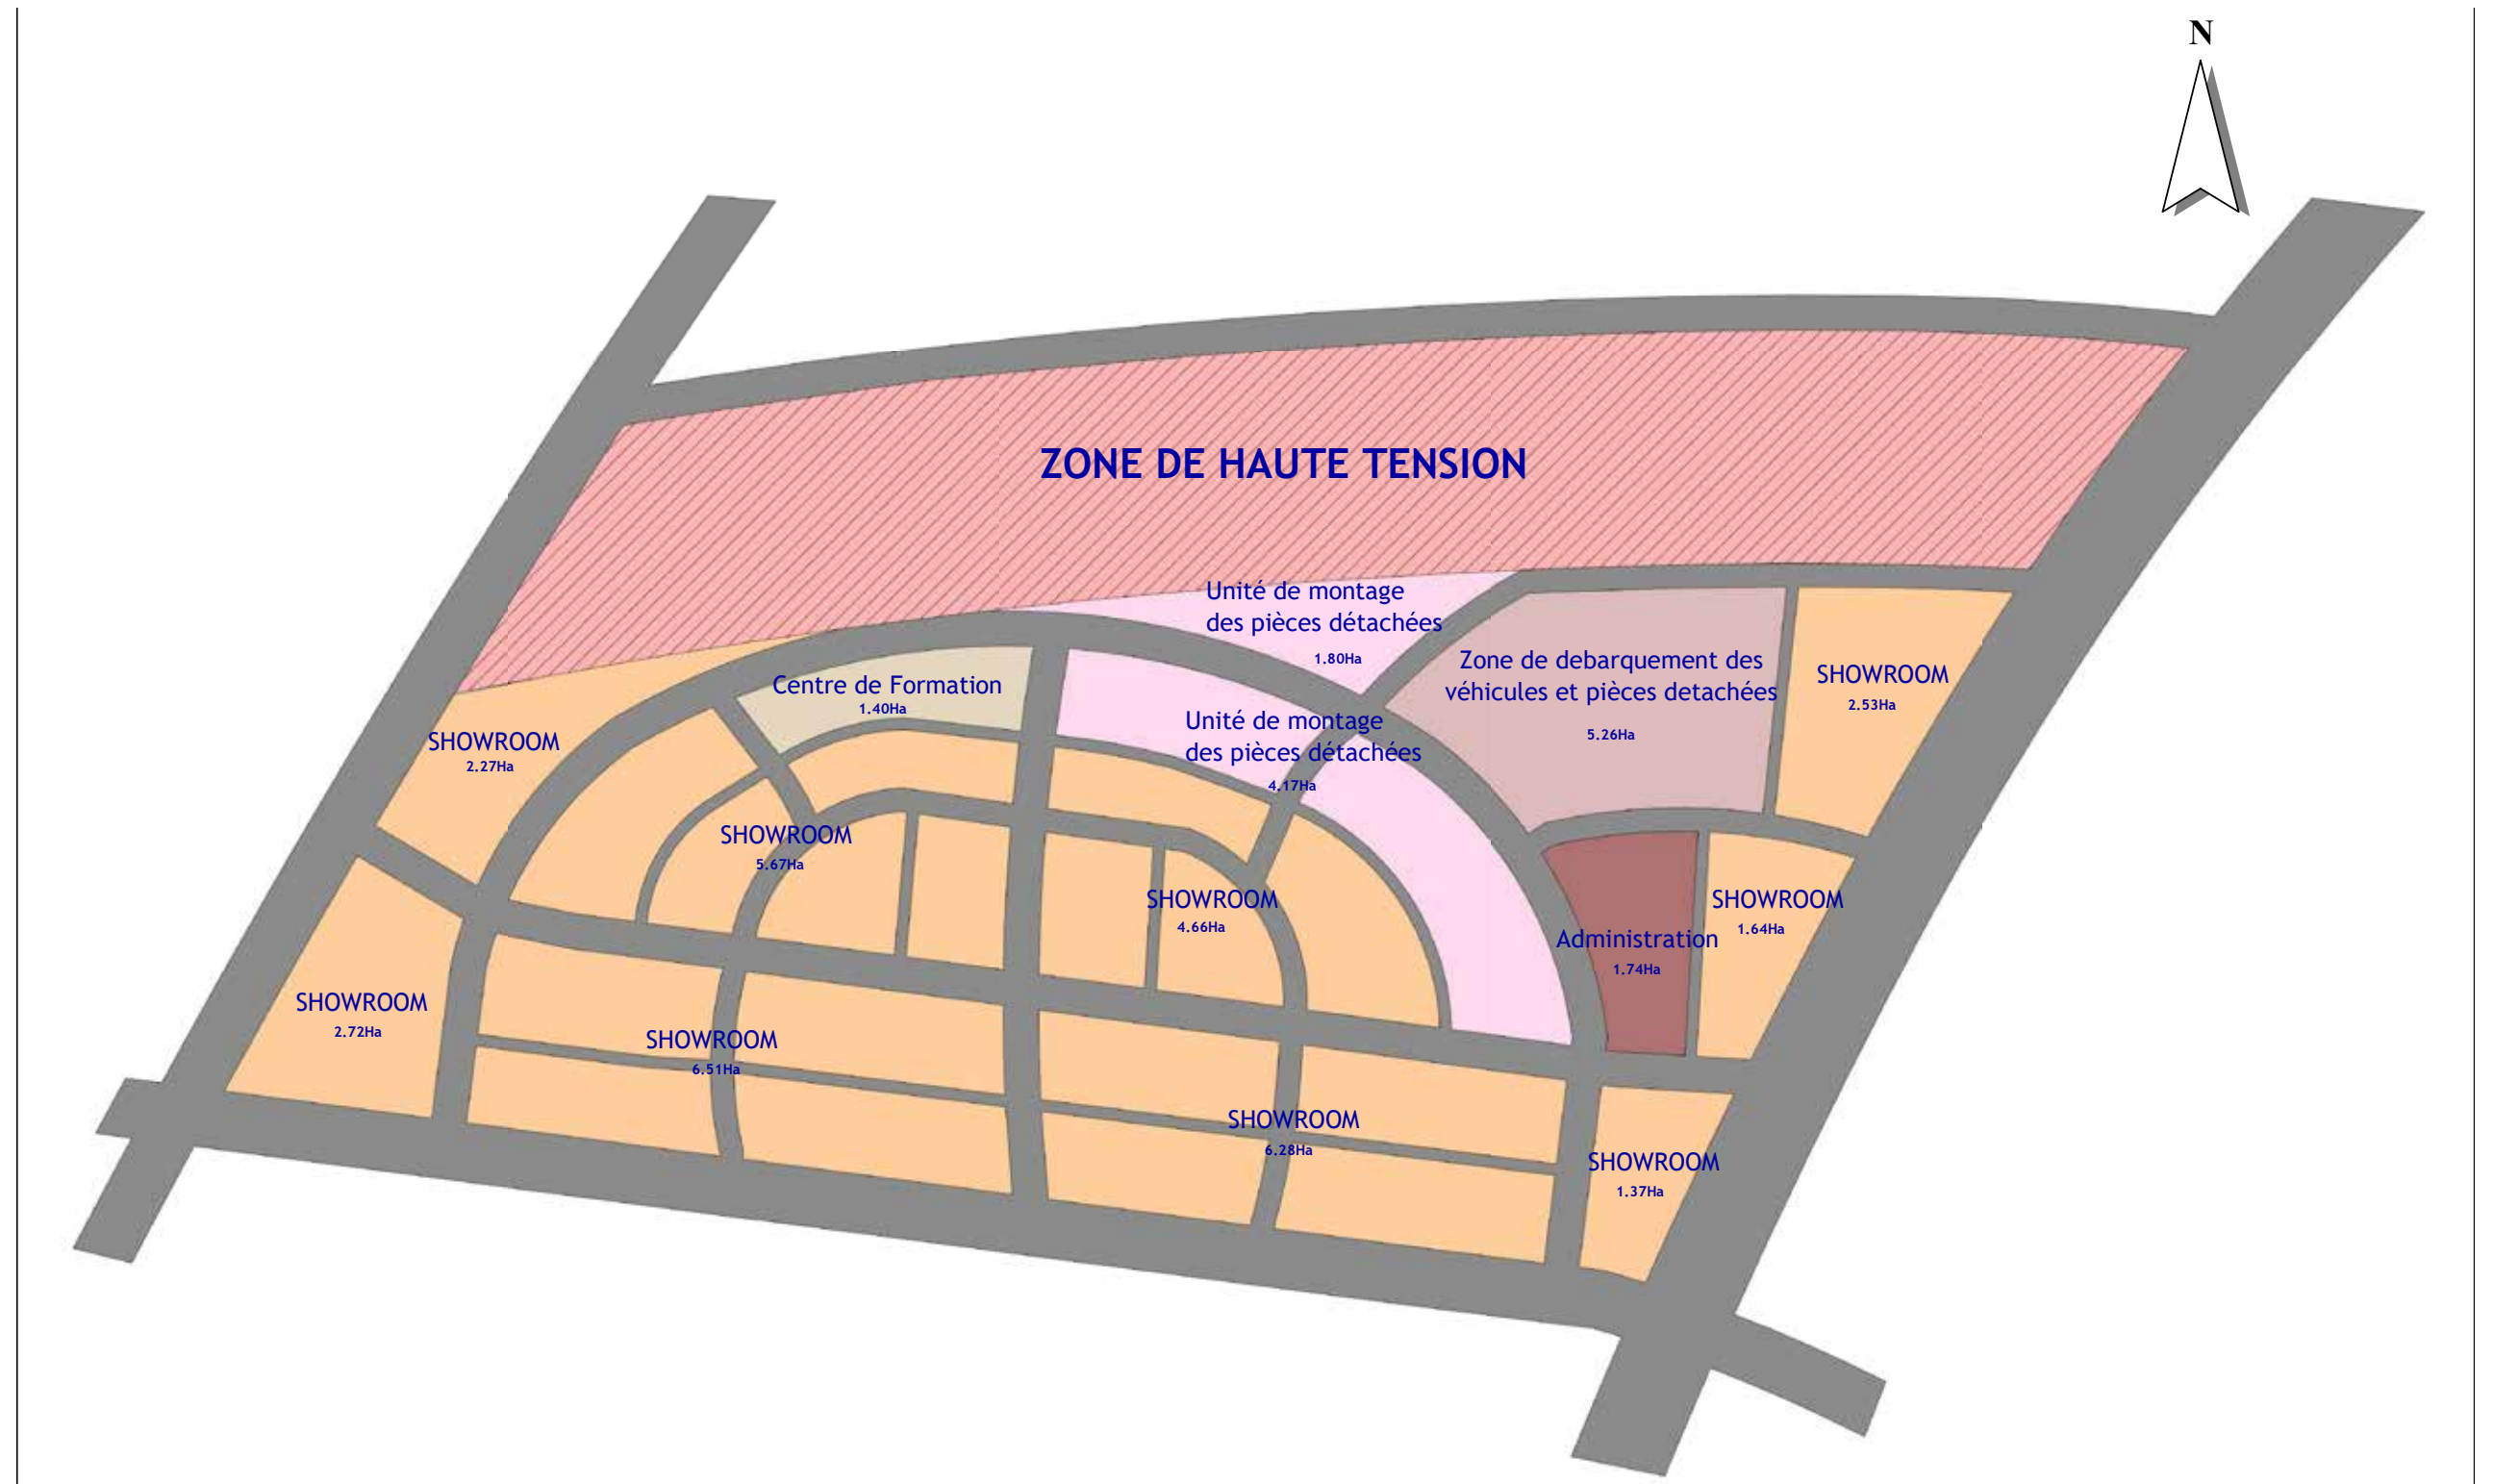 N
ZONE DE HAUTE TENSION
Unité de montage
des pièces détachées
1.80Ha
Zone de debarquement des
véhicules et pièces detachées
5.26Ha
SHOWROOM
2.53Ha
Centre de Formation
1.40Ha
Unité de montage
des pièces détachées
4.17Ha
SHOWROOM
2.27Ha
SHOWROOM
5.67Ha
SHOWROOM
4.66Ha
SHOWROOM
1.64Ha
Administration
1.74Ha
SHOWROOM
2.72Ha
SHOWROOM
6.51Ha
SHOWROOM
6.28Ha
SHOWROOM
1.37Ha